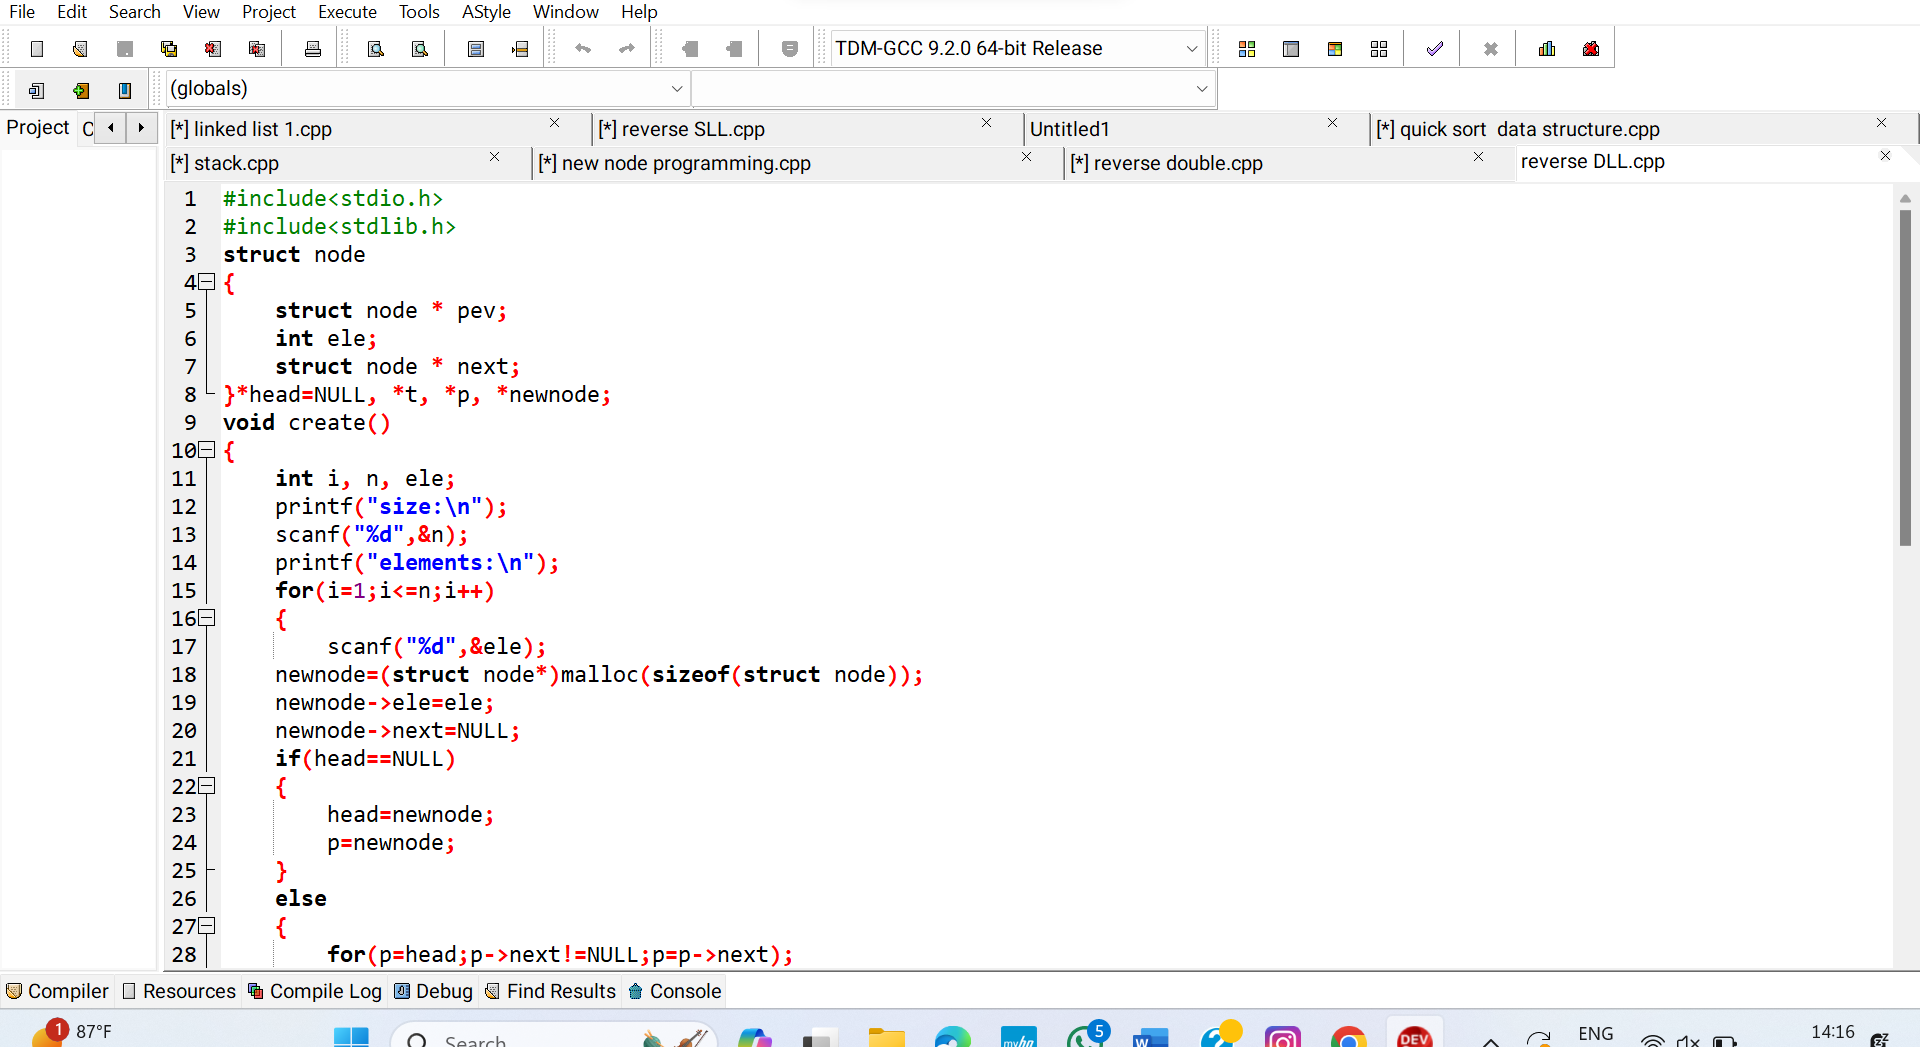 File Edit Search View Project Execute Tools AStyle Window Help
TDM-GCC 9.2.0 64-bit Release
(globals)
Project C
[*] linked list 1.cpp [*] reverse SLL.cpp Untitled1 [*] quick sort data structure.cpp
[*] stack.cpp [*] new node programming.cpp [*] reverse double.cpp reverse DLL.cpp
1 #include<stdio.h>
2 #include<stdlib.h>
3 struct node
4 {
5 struct node * pev;
6 int ele;
7 struct node * next;
8 }*head=NULL, *t, *p, *newnode;
9 void create()
10 {
11 int i, n, ele;
12 printf("size:\n");
13 scanf("%d",&n);
14 printf("elements:\n");
15 for(i=1;i<=n;i++)
16 {
17 scanf("%d",&ele);
18 newnode=(struct node*)malloc(sizeof(struct node));
19 newnode->ele=ele;
20 newnode->next=NULL;
21 if(head==NULL)
22 {
23 head=newnode;
24 p=newnode;
25 }
26 else
27 {
28 for(p=head;p->next!=NULL;p=p->next);
Compiler Resources Compile Log Debug Find Results Console
1 87°F Search myhp 5 W DEV ENG 14:16